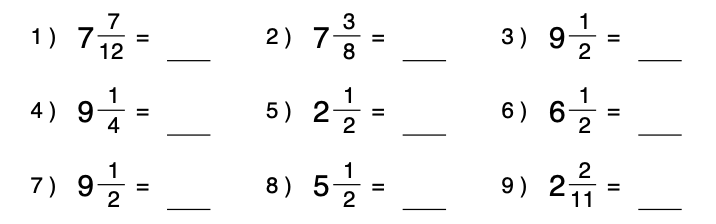 1) 7 7/12 = ___ 2) 7 3/8 = ___ 3) 9 1/2 = ___
4) 9 1/4 = ___ 5) 2 1/2 = ___ 6) 6 1/2 = ___
7) 9 1/2 = ___ 8) 5 1/2 = ___ 9) 2 2/11 = ___